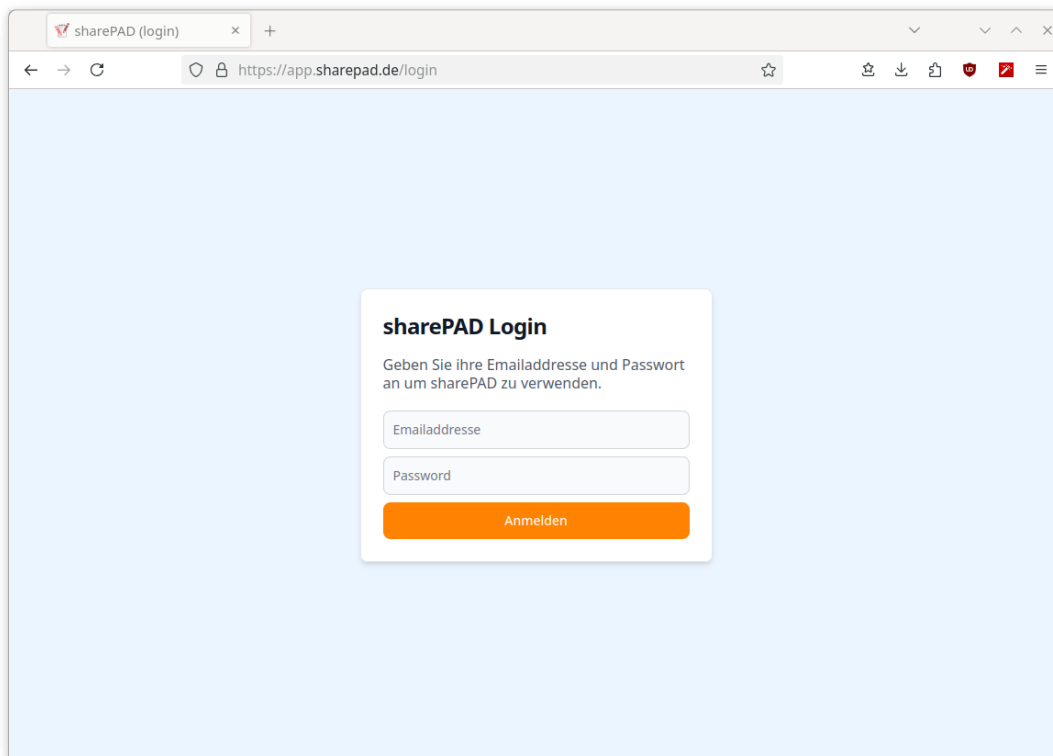 sharePAD (login)
https://app.sharepad.de/login
sharePAD Login
Geben Sie ihre Emailaddresse und Passwort
an um sharePAD zu verwenden.
Emailaddresse
Password
Anmelden